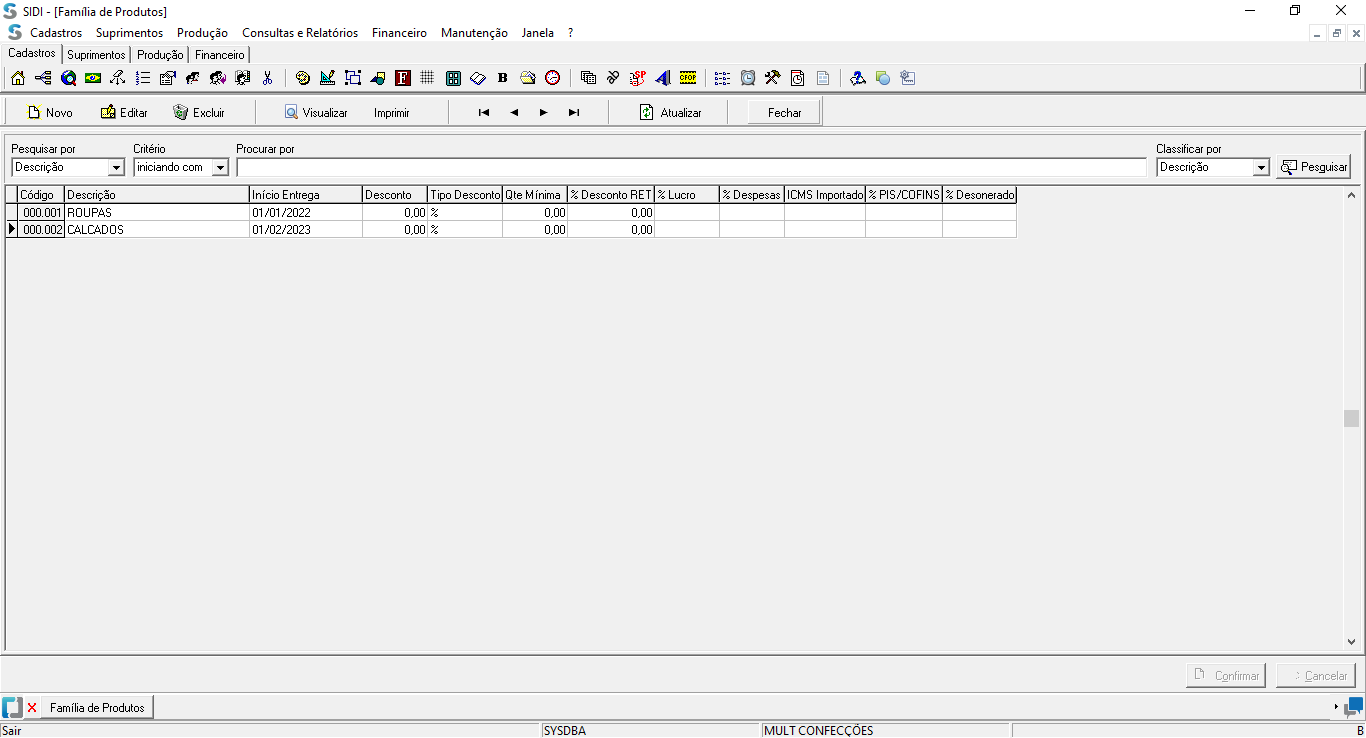 SIDI - [Família de Produtos]
Cadastros Suprimentos Produção Consultas e Relatórios Financeiro Manutenção Janela ?
Cadastros Suprimentos Produção Financeiro
F B SP CFOP
Novo Editar Excluir Visualizar Imprimir Atualizar Fechar
Pesquisar por Critério Procurar por Classificar por
Descrição iniciando com Descrição Pesquisar
Código Descrição Início Entrega Desconto Tipo Desconto Qte Mínima % Desconto RET % Lucro % Despesas ICMS Importado % PIS/COFINS % Desonerado
000.001 ROUPAS 01/01/2022 0,00 % 0,00 0,00
000.002 CALCADOS 01/02/2023 0,00 % 0,00 0,00
Confirmar Cancelar
Família de Produtos
Sair SYSDBA MULT CONFECÇÕES B